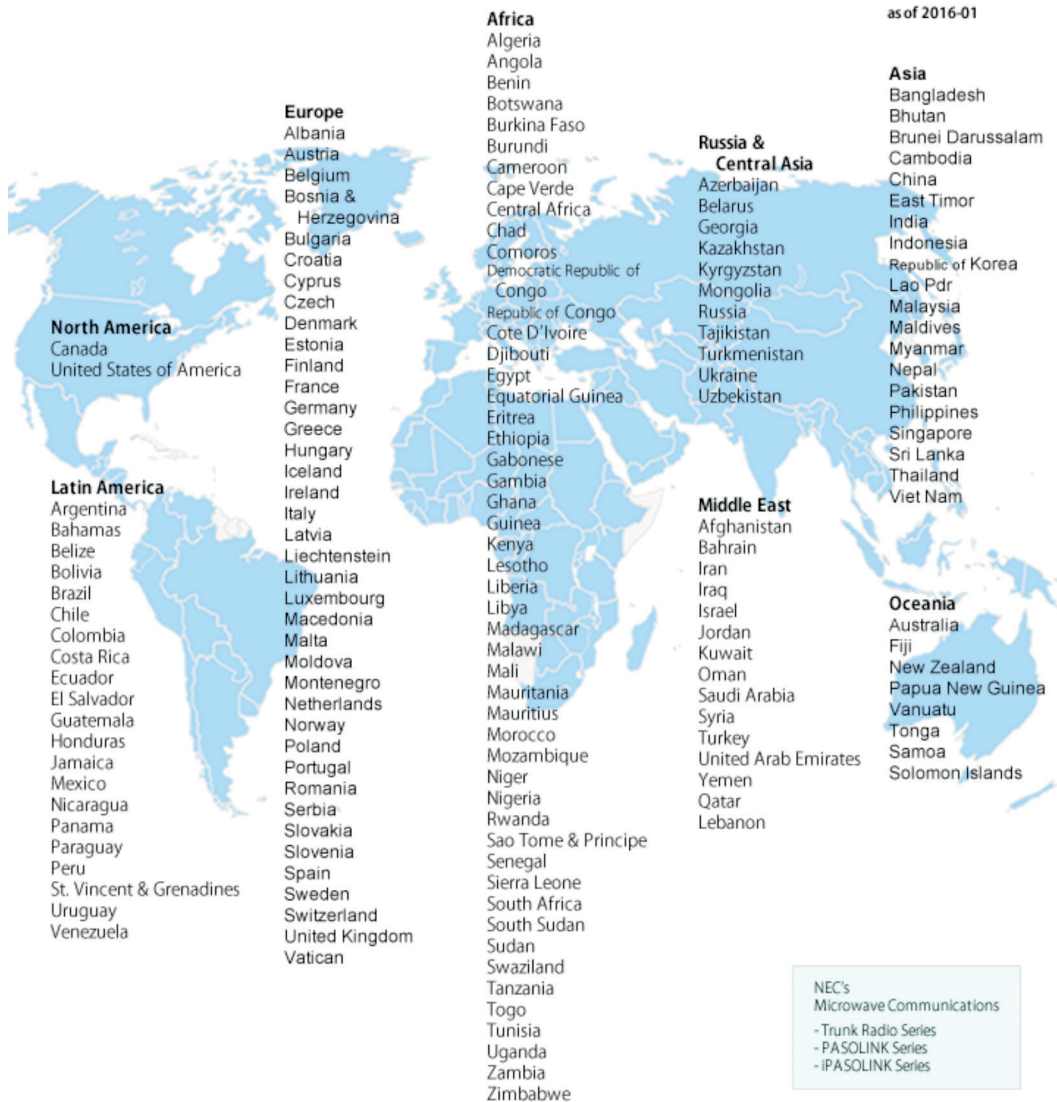 as of 2016-01
Africa
Algeria
Angola
Benin
Botswana
Burkina Faso
Burundi
Cameroon
Cape Verde
Central Africa
Chad
Comoros
Democratic Republic of
Congo
Republic of Congo
Cote D'Ivoire
Djibouti
Egypt
Equatorial Guinea
Eritrea
Ethiopia
Gabonese
Gambia
Ghana
Guinea
Kenya
Lesotho
Liberia
Libya
Madagascar
Malawi
Mali
Mauritania
Mauritius
Morocco
Mozambique
Niger
Nigeria
Rwanda
Sao Tome & Principe
Senegal
Sierra Leone
South Africa
South Sudan
Sudan
Swaziland
Tanzania
Togo
Tunisia
Uganda
Zambia
Zimbabwe
Europe
Albania
Austria
Belgium
Bosnia &
Herzegovina
Bulgaria
Croatia
Cyprus
Czech
Denmark
Estonia
Finland
France
Germany
Greece
Hungary
Iceland
Ireland
Italy
Latvia
Liechtenstein
Lithuania
Luxembourg
Macedonia
Malta
Moldova
Montenegro
Netherlands
Norway
Poland
Portugal
Romania
Serbia
Slovakia
Slovenia
Spain
Sweden
Switzerland
United Kingdom
Vatican
North America
Canada
United States of America
Latin America
Argentina
Bahamas
Belize
Bolivia
Brazil
Chile
Colombia
Costa Rica
Ecuador
El Salvador
Guatemala
Honduras
Jamaica
Mexico
Nicaragua
Panama
Paraguay
Peru
St. Vincent & Grenadines
Uruguay
Venezuela
Russia &
Central Asia
Azerbaijan
Belarus
Georgia
Kazakhstan
Kyrgyzstan
Mongolia
Russia
Tajikistan
Turkmenistan
Ukraine
Uzbekistan
Middle East
Afghanistan
Bahrain
Iran
Iraq
Israel
Jordan
Kuwait
Oman
Saudi Arabia
Syria
Turkey
United Arab Emirates
Yemen
Qatar
Lebanon
Asia
Bangladesh
Bhutan
Brunei Darussalam
Cambodia
China
East Timor
India
Indonesia
Republic of Korea
Lao Pdr
Malaysia
Maldives
Myanmar
Nepal
Pakistan
Philippines
Singapore
Sri Lanka
Thailand
Viet Nam
Oceania
Australia
Fiji
New Zealand
Papua New Guinea
Vanuatu
Tonga
Samoa
Solomon Islands
NEC's
Microwave Communications
- Trunk Radio Series
- PASOLINK Series
- iPASOLINK Series